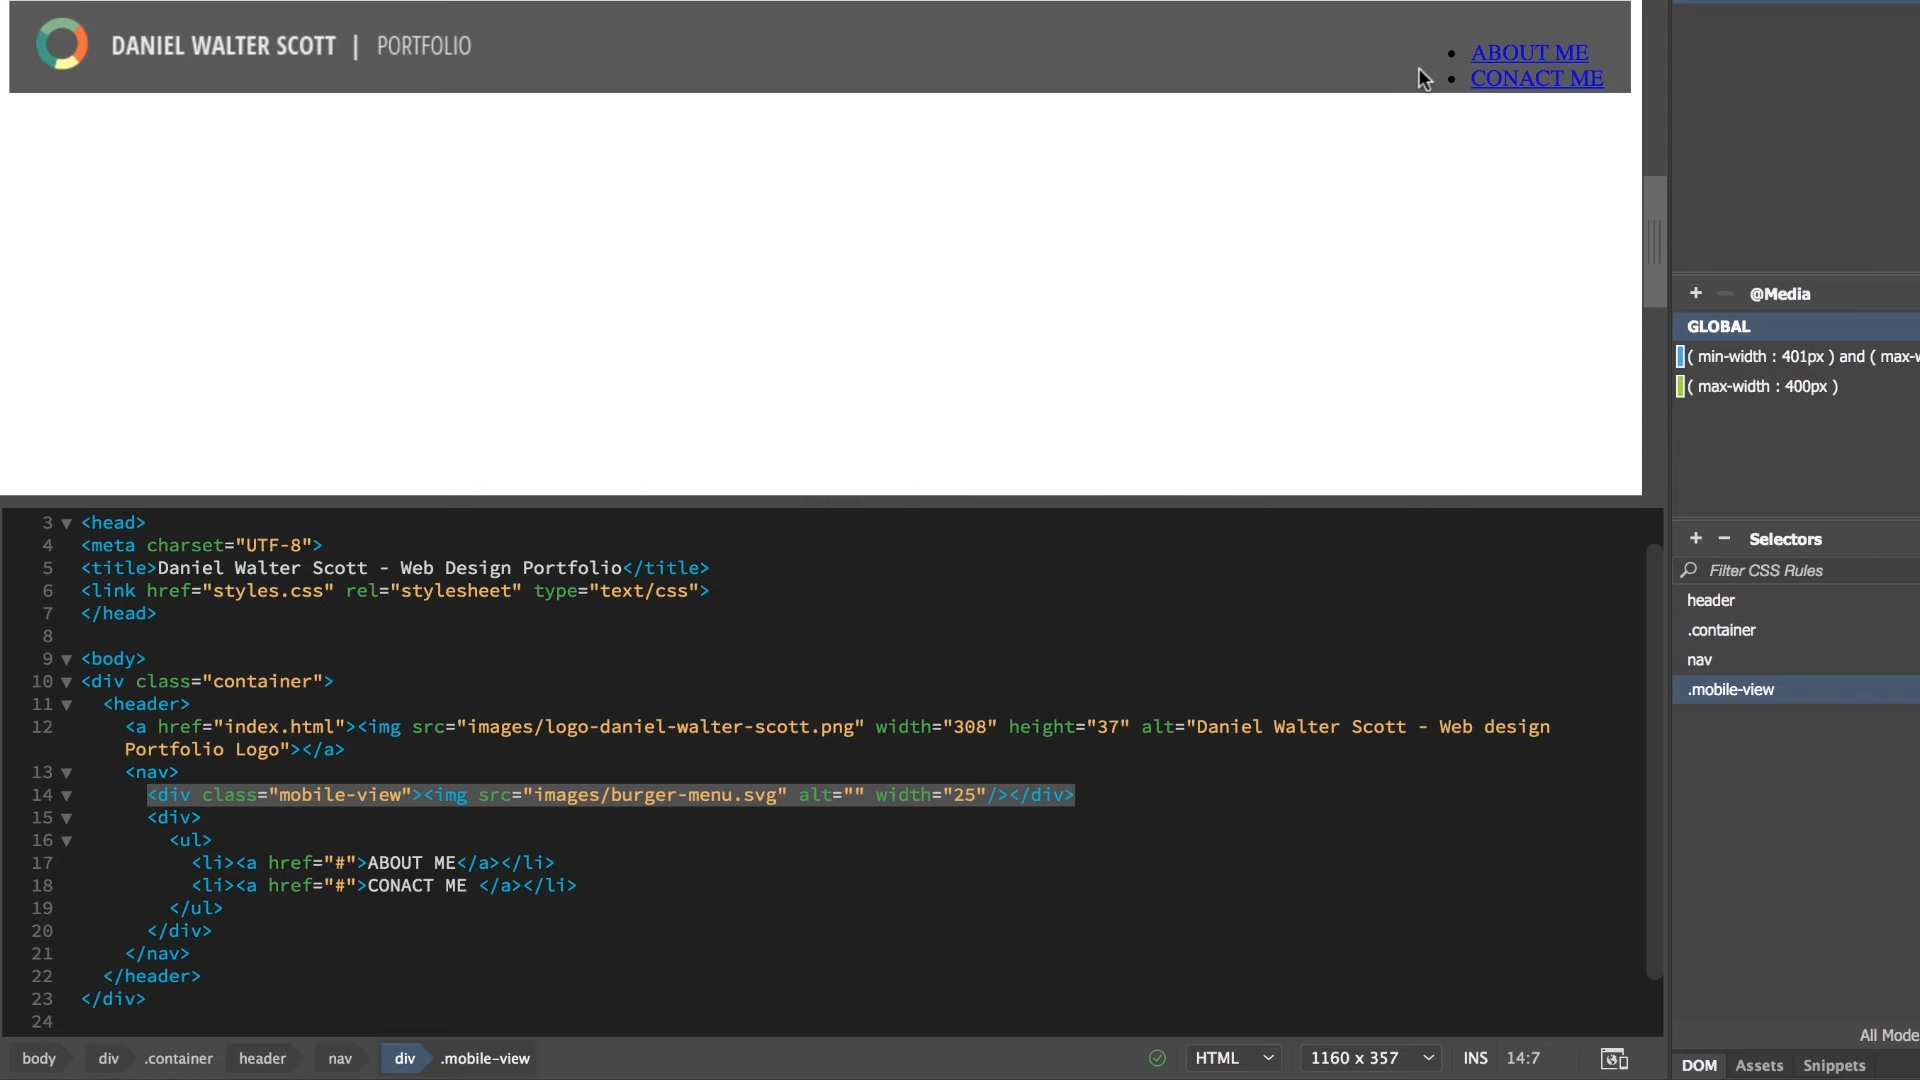 DANIEL WALTER SCOTT | PORTFOLIO
ABOUT ME
CONACT ME
3 <head>
4 <meta charset="UTF-8">
5 <title>Daniel Walter Scott - Web Design Portfolio</title>
6 <link href="styles.css" rel="stylesheet" type="text/css">
7 </head>
8
9 <body>
10 <div class="container">
11 <header>
12 <a href="index.html"><img src="images/logo-daniel-walter-scott.png" width="308" height="37" alt="Daniel Walter Scott - Web design
Portfolio Logo"></a>
13 <nav>
14 <div class="mobile-view"><img src="images/burger-menu.svg" alt="" width="25"/></div>
15 <div>
16 <ul>
17 <li><a href="#">ABOUT ME</a></li>
18 <li><a href="#">CONACT ME </a></li>
19 </ul>
20 </div>
21 </nav>
22 </header>
23 </div>
24
body div .container header nav div .mobile-view
HTML 1160 x 357 INS 14:7
+ @Media
GLOBAL
( min-width : 401px ) and ( max-w
( max-width : 400px )
+ - Selectors
Filter CSS Rules
header
.container
nav
.mobile-view
All Mode
DOM Assets Snippets